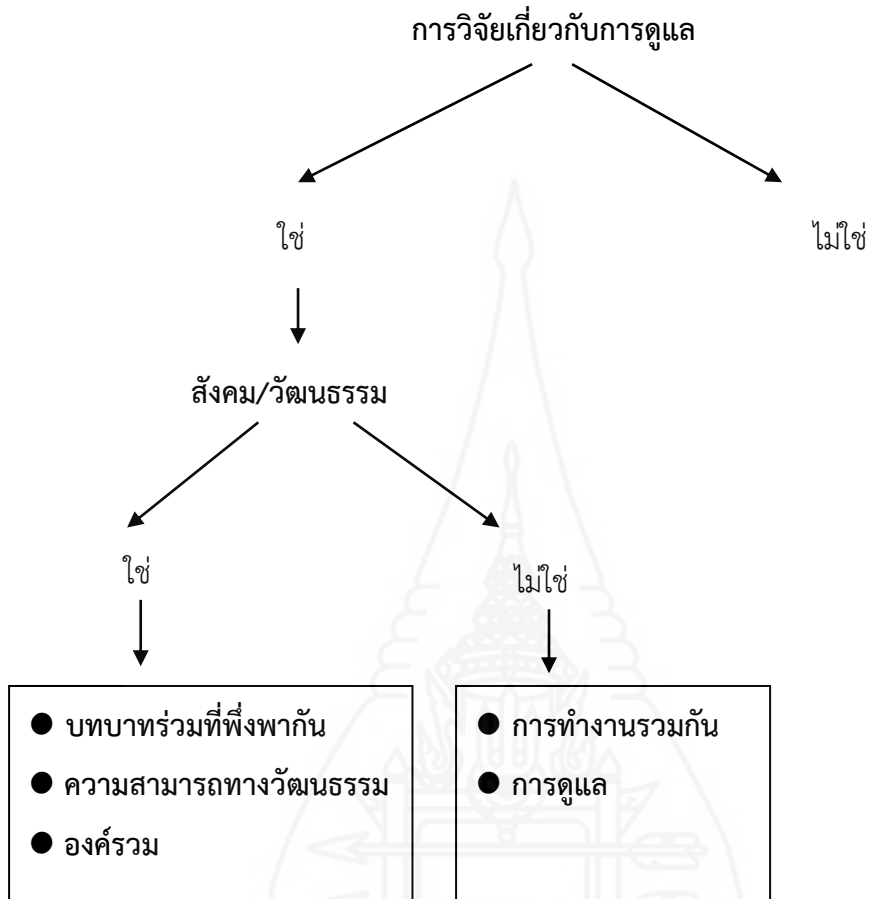 การวิจัยเกี่ยวกับการดูแล
ใช่
ไม่ใช่
สังคม/วัฒนธรรม
ใช่
ไม่ใช่
● บทบาทร่วมที่พึ่งพากัน
● ความสามารถทางวัฒนธรรม
● องค์รวม
● การทำงานรวมกัน
● การดูแล